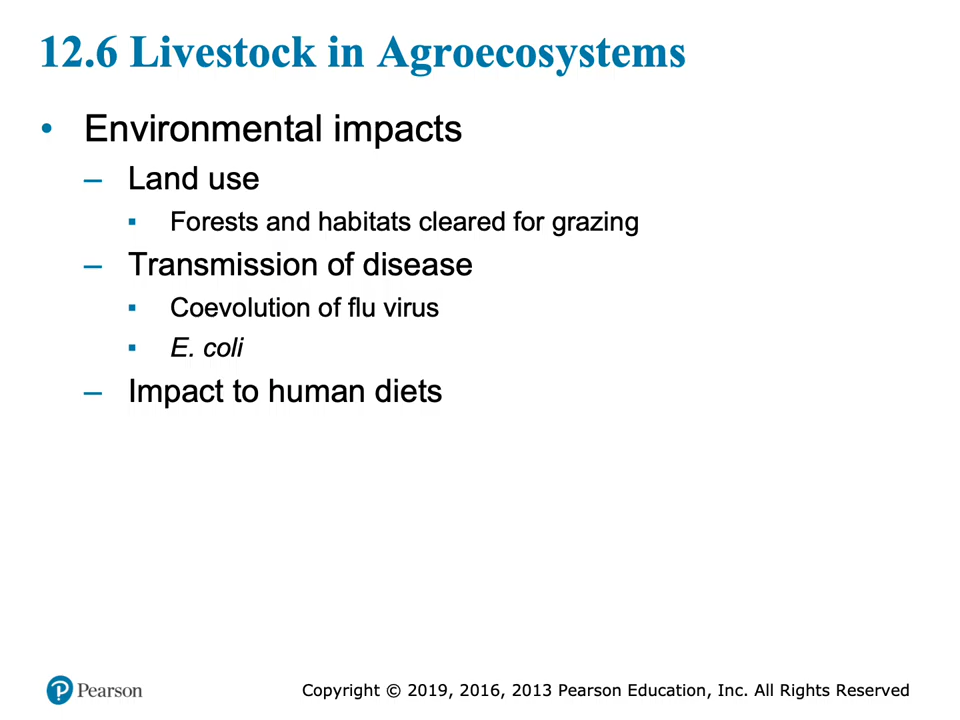 12.6 Livestock in Agroecosystems
• Environmental impacts
– Land use
▪ Forests and habitats cleared for grazing
– Transmission of disease
▪ Coevolution of flu virus
▪ E. coli
– Impact to human diets
Pearson
Copyright © 2019, 2016, 2013 Pearson Education, Inc. All Rights Reserved